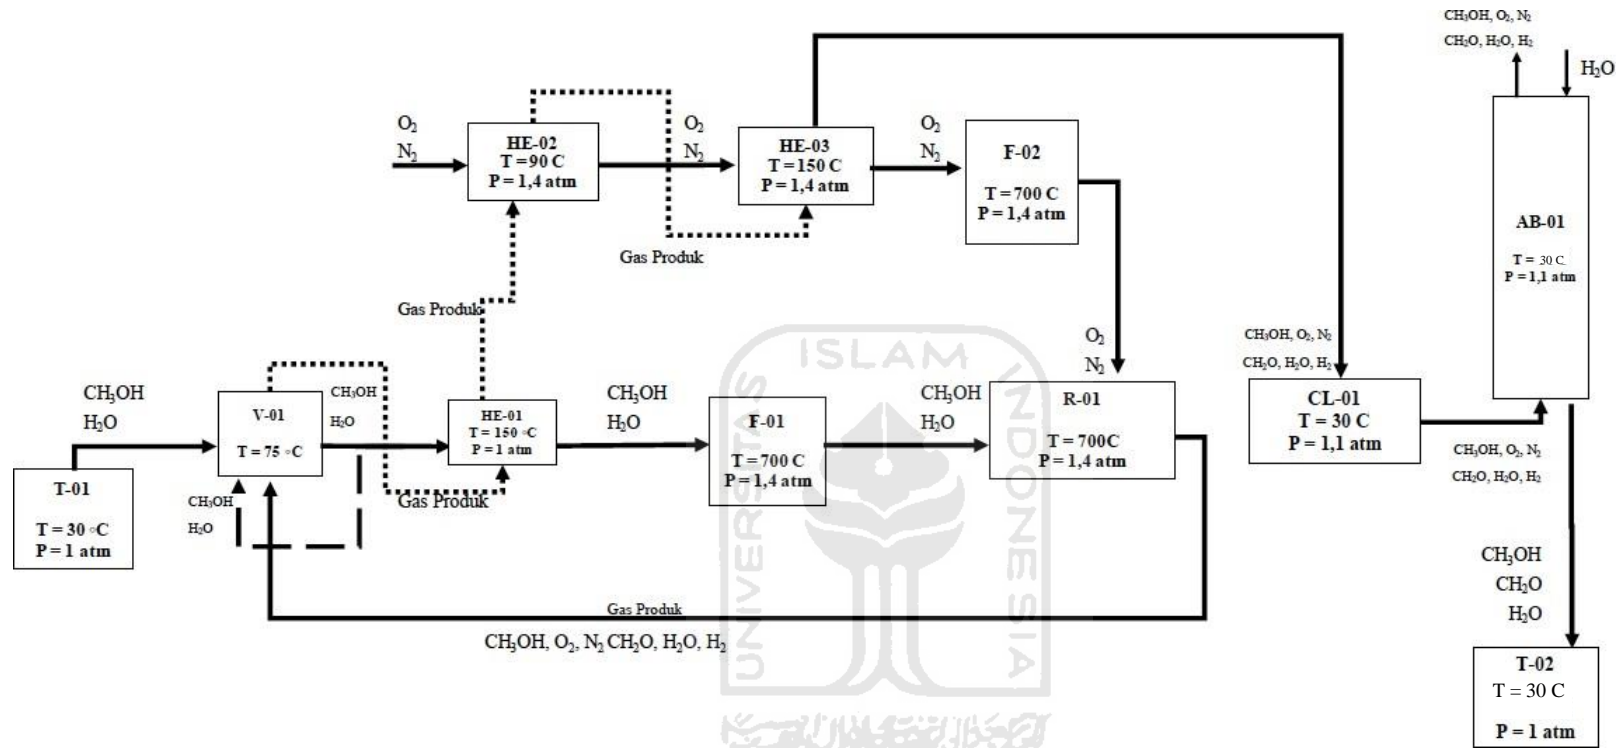 CH₃OH, O₂, N₂
CH₂O, H₂O, H₂
H₂O
O₂
N₂
HE-02
T = 90 C
P = 1,4 atm
O₂
N₂
HE-03
T = 150 C
P = 1,4 atm
O₂
N₂
F-02
T = 700 C
P = 1,4 atm
AB-01
T = 30 C
P = 1,1 atm
Gas Produk
Gas Produk
O₂
N₂
CH₃OH, O₂, N₂
CH₂O, H₂O, H₂
CH₃OH
H₂O
V-01
T = 75 ◦C
CH₃OH
H₂O
HE-01
T = 150 ◦C
P = 1 atm
CH₃OH
H₂O
F-01
T = 700 C
P = 1,4 atm
CH₃OH
H₂O
R-01
T = 700C
P = 1,4 atm
CL-01
T = 30 C
P = 1,1 atm
CH₃OH, O₂, N₂
CH₂O, H₂O, H₂
T-01
T = 30 ◦C
P = 1 atm
CH₃OH
H₂O
Gas Produk
Gas Produk
CH₃OH, O₂, N₂ CH₂O, H₂O, H₂
CH₃OH
CH₂O
H₂O
T-02
T = 30 C
P = 1 atm
UNIVERSITAS
ISLAM
INDONESIA